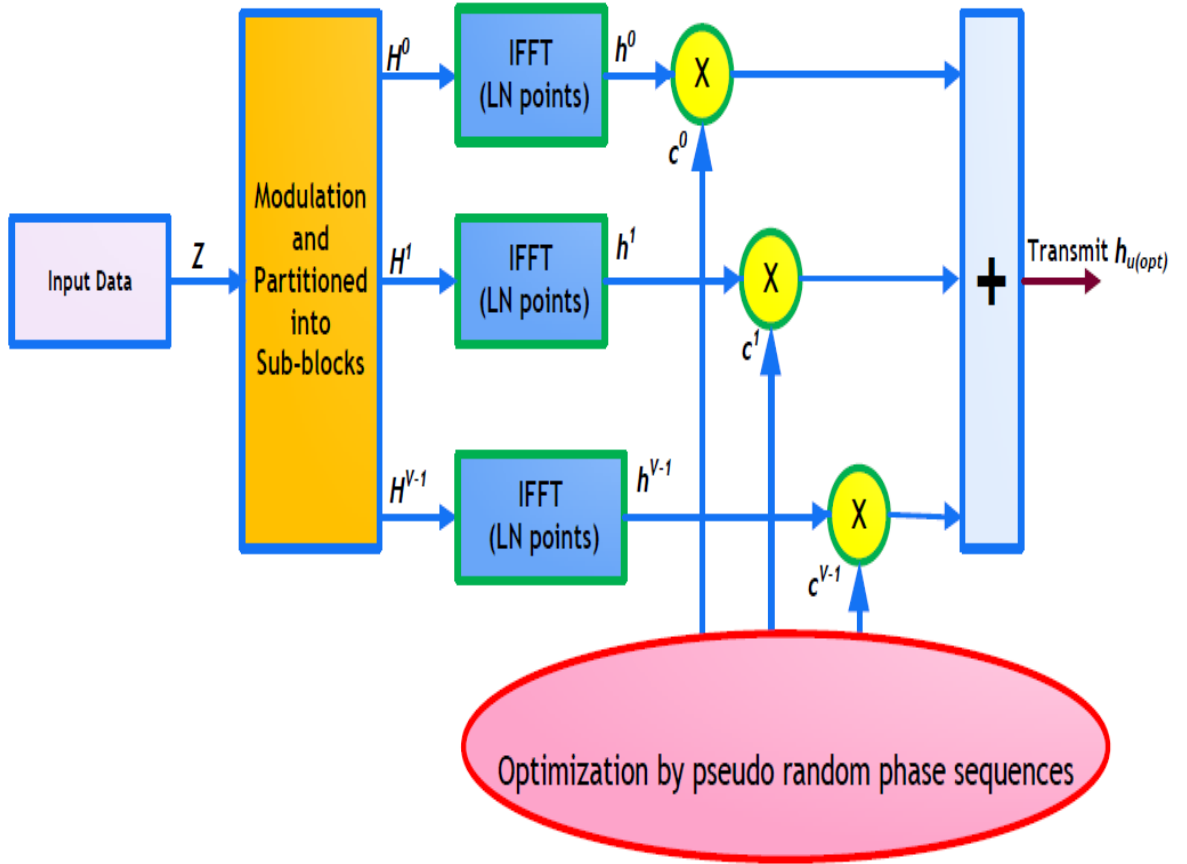 Input Data
Z
Modulation
and
Partitioned
into
Sub-blocks
H⁰
IFFT
(LN points)
h⁰
X
c⁰
H¹
IFFT
(LN points)
h¹
X
c¹
Hⱽ⁻¹
IFFT
(LN points)
hⱽ⁻¹
X
cⱽ⁻¹
+
Transmit h_{u(opt)}
Optimization by pseudo random phase sequences